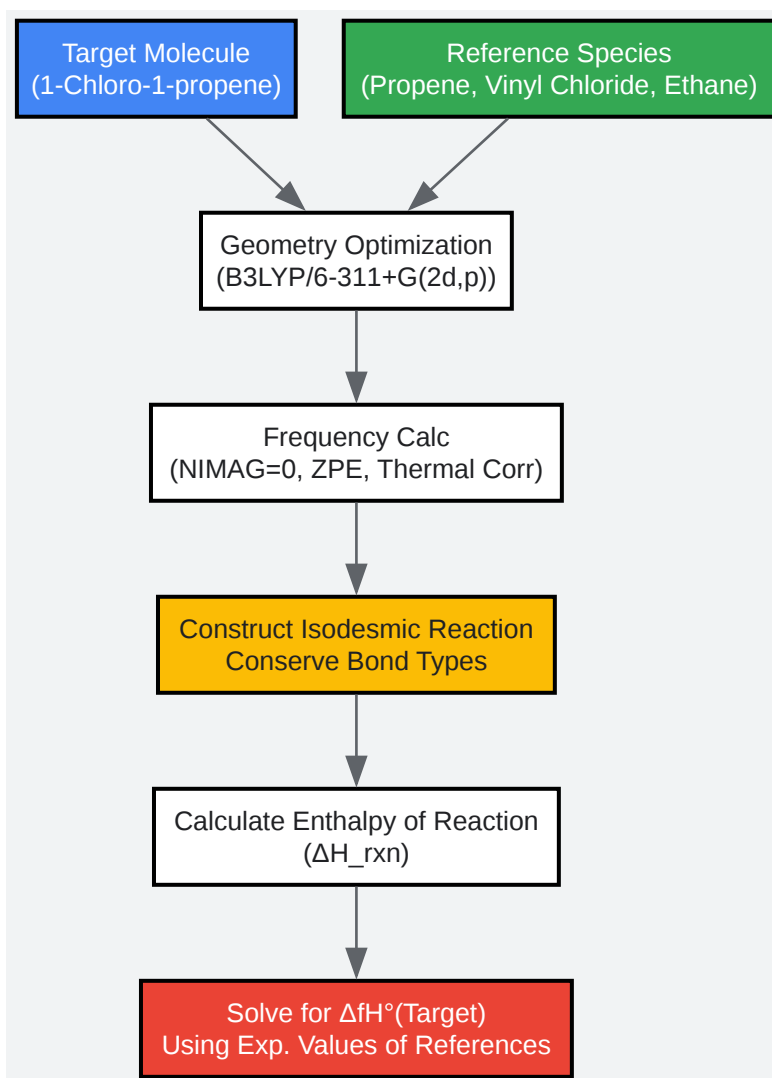 Target Molecule
(1-Chloro-1-propene)
Reference Species
(Propene, Vinyl Chloride, Ethane)
Geometry Optimization
(B3LYP/6-311+G(2d,p))
Frequency Calc
(NIMAG=0, ZPE, Thermal Corr)
Construct Isodesmic Reaction
Conserve Bond Types
Calculate Enthalpy of Reaction
(ΔH_rxn)
Solve for ΔfH°(Target)
Using Exp. Values of References